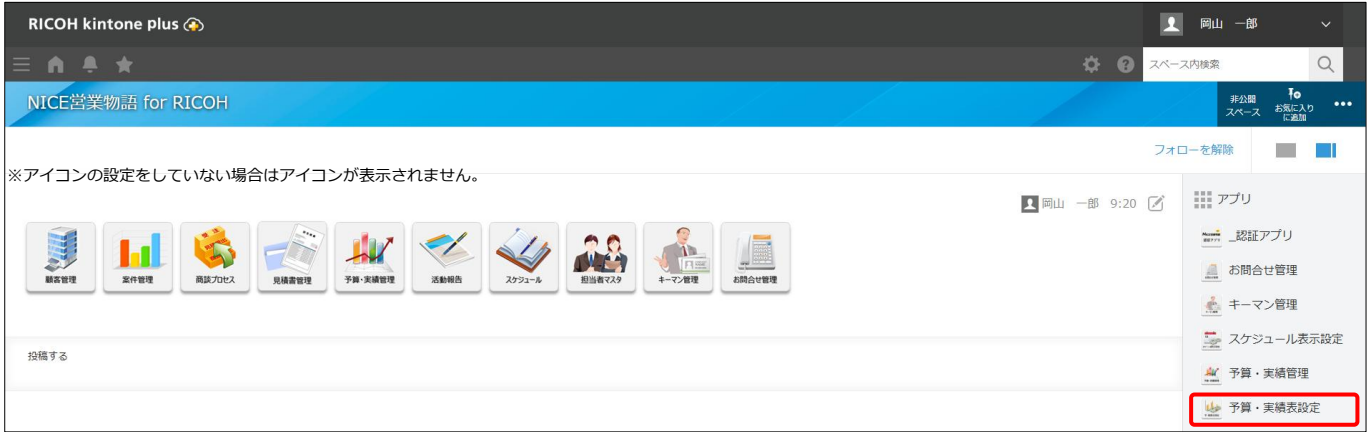 RICOH kintone plus
岡山　一郎
スペース内検索
NICE営業物語 for RICOH
非公開
スペース
お気に入り
に追加
フォローを解除
※アイコンの設定をしていない場合はアイコンが表示されません。
岡山　一郎 9:20
アプリ
顧客管理
案件管理
商談プロセス
見積書管理
予算・実績管理
活動報告
スケジュール
担当者マスタ
キーマン管理
お問合せ管理
_認証アプリ
お問合せ管理
キーマン管理
スケジュール表示設定
投稿する
予算・実績管理
予算・実績表設定